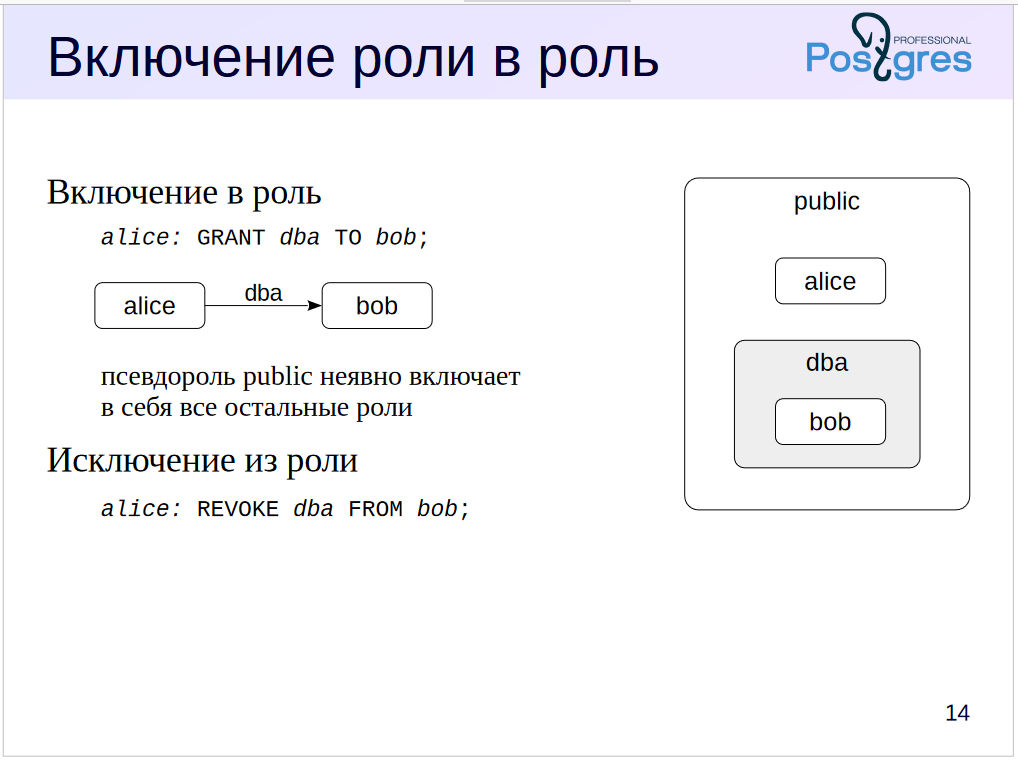 Включение роли в роль
PROFESSIONAL
Postgres
Включение в роль
alice: GRANT dba TO bob;
alice
dba
bob
псевдороль public неявно включает
в себя все остальные роли
Исключение из роли
alice: REVOKE dba FROM bob;
public
alice
dba
bob
14